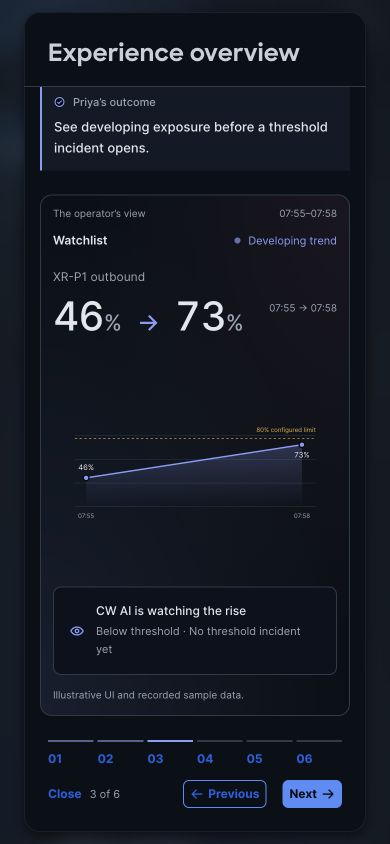 Experience overview
Priya's outcome
See developing exposure before a threshold
incident opens.
The operator's view 07:55–07:58
Watchlist Developing trend
XR-P1 outbound
46% → 73% 07:55 → 07:58
80% configured limit
46%
73%
07:55 07:58
CW AI is watching the rise
Below threshold · No threshold incident
yet
Illustrative UI and recorded sample data.
01 02 03 04 05 06
Close 3 of 6 ← Previous Next →